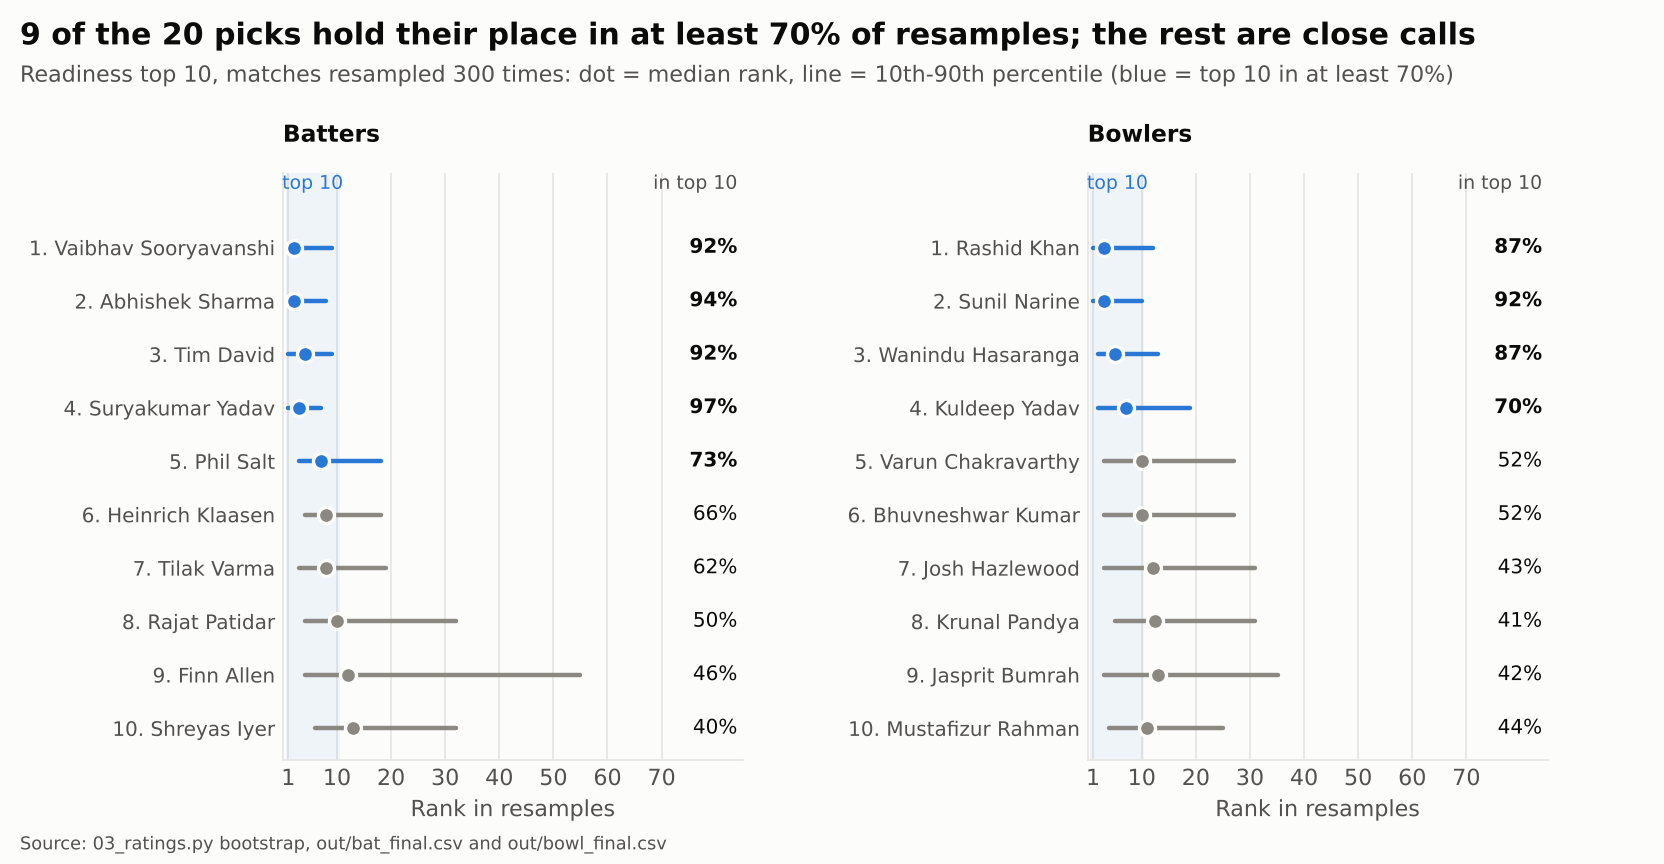 9 of the 20 picks hold their place in at least 70% of resamples; the rest are close calls
Readiness top 10, matches resampled 300 times: dot = median rank, line = 10th-90th percentile (blue = top 10 in at least 70%)
Batters
top 10 in top 10
1. Vaibhav Sooryavanshi 92%
2. Abhishek Sharma 94%
3. Tim David 92%
4. Suryakumar Yadav 97%
5. Phil Salt 73%
6. Heinrich Klaasen 66%
7. Tilak Varma 62%
8. Rajat Patidar 50%
9. Finn Allen 46%
10. Shreyas Iyer 40%
1 10 20 30 40 50 60 70
Rank in resamples
Bowlers
top 10 in top 10
1. Rashid Khan 87%
2. Sunil Narine 92%
3. Wanindu Hasaranga 87%
4. Kuldeep Yadav 70%
5. Varun Chakravarthy 52%
6. Bhuvneshwar Kumar 52%
7. Josh Hazlewood 43%
8. Krunal Pandya 41%
9. Jasprit Bumrah 42%
10. Mustafizur Rahman 44%
1 10 20 30 40 50 60 70
Rank in resamples
Source: 03_ratings.py bootstrap, out/bat_final.csv and out/bowl_final.csv